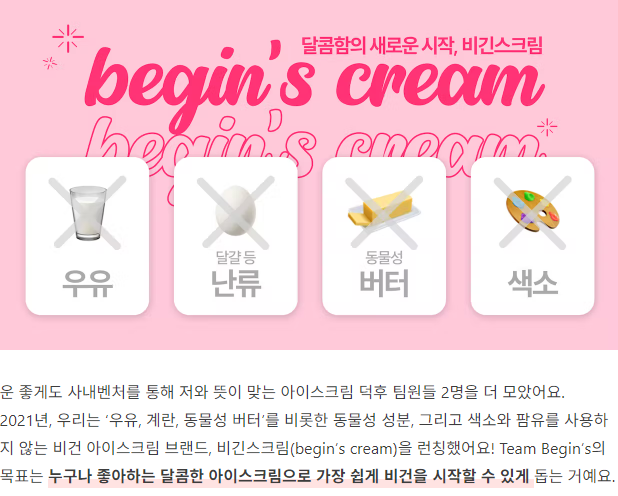 달콤함의 새로운 시작, 비긴스크림
begin's cream
begin's cream
우유
달걀 등
난류
동물성
버터
색소
운 좋게도 사내벤처를 통해 저와 뜻이 맞는 아이스크림 덕후 팀원들 2명을 더 모았어요.
2021년, 우리는 ‘우유, 계란, 동물성 버터’를 비롯한 동물성 성분, 그리고 색소와 팜유를 사용하
지 않는 비건 아이스크림 브랜드, 비긴스크림(begin’s cream)을 런칭했어요! Team Begin’s의
목표는 누구나 좋아하는 달콤한 아이스크림으로 가장 쉽게 비건을 시작할 수 있게 돕는 거예요.